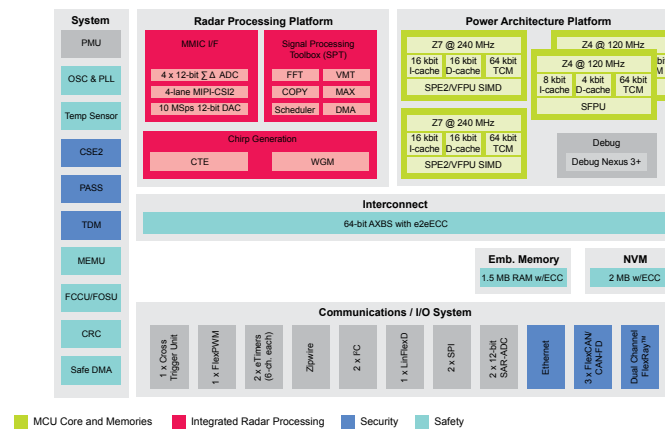 System
PMU
OSC & PLL
Temp Sensor
CSE2
PASS
TDM
MEMU
FCCU/FOSU
CRC
Safe DMA
Radar Processing Platform
MMIC I/F
4 x 12-bit ∑ Δ ADC
4-lane MIPI-CSI2
10 MSps 12-bit DAC
Signal Processing
Toolbox (SPT)
FFT
VMT
COPY
MAX
Scheduler
DMA
Chirp Generation
CTE
WGM
Power Architecture Platform
Z7 @ 240 MHz
16 kbit
I-cache
16 kbit
D-cache
64 kbit
TCM
SPE2/VFPU SIMD
Z7 @ 240 MHz
16 kbit
I-cache
16 kbit
D-cache
64 kbit
TCM
SPE2/VFPU SIMD
Z4 @ 120 MHz
Z4 @ 120 MHz
8 kbit
I-cache
4 kbit
D-cache
64 kbit
TCM
SFPU
Debug
Debug Nexus 3+
Interconnect
64-bit AXBS with e2eECC
Emb. Memory
1.5 MB RAM w/ECC
NVM
2 MB w/ECC
Communications / I/O System
1 x Cross
Trigger Unit
1 x FlexPWM
2 x eTimers
(6-ch. each)
Zipwire
2 x I²C
1 x LinFlexD
2 x SPI
2 x 12-bit
SAR-ADC
Ethernet
3 x FlexCAN/
CAN-FD
Dual Channel
FlexRay™
MCU Core and Memories
Integrated Radar Processing
Security
Safety